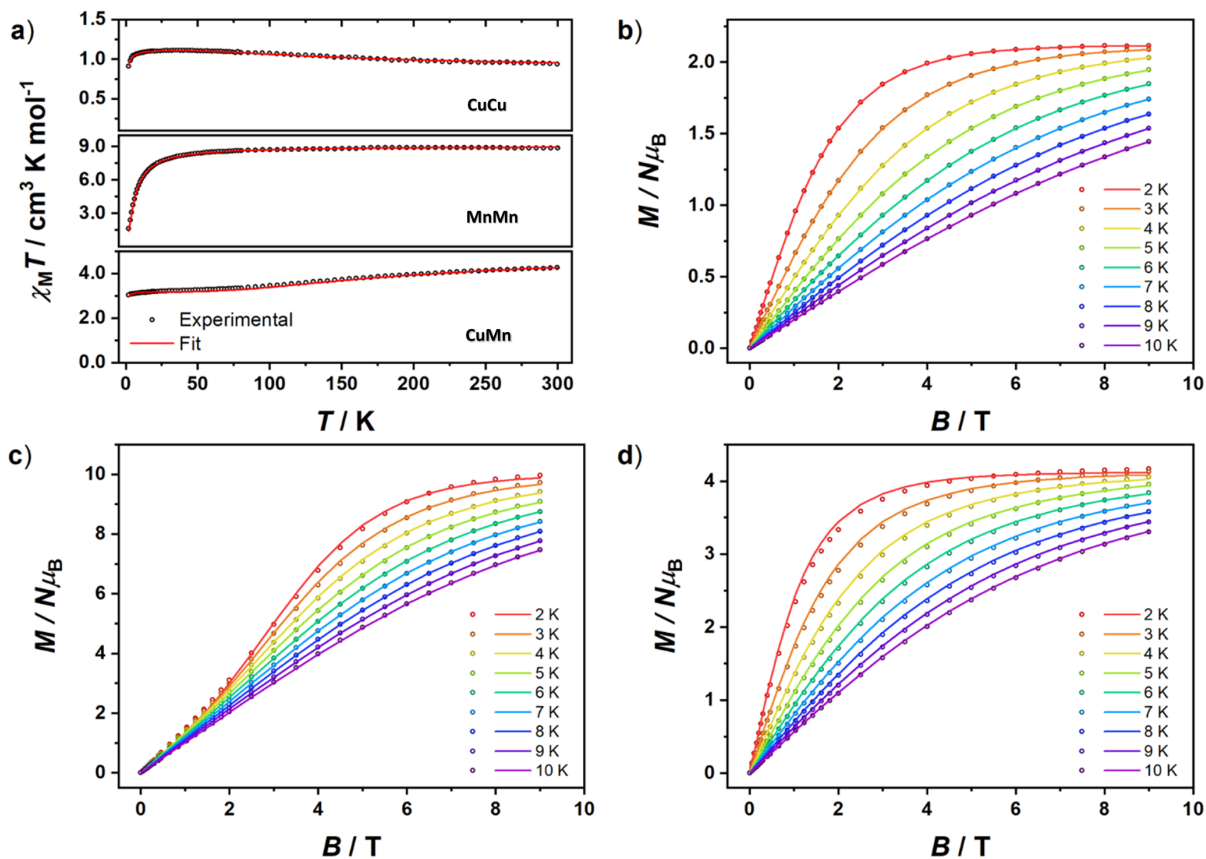 a)
χMT / cm³ K mol⁻¹
1.5
1.0
0.5
CuCu
9.0
6.0
3.0
MnMn
4.0
2.0
0.0
Experimental
Fit
CuMn
0 50 100 150 200 250 300
T / K
b)
M / NμB
2.0
1.5
1.0
0.5
0.0
2 K
3 K
4 K
5 K
6 K
7 K
8 K
9 K
10 K
0 2 4 6 8 10
B / T
c)
M / NμB
10
8
6
4
2
0
2 K
3 K
4 K
5 K
6 K
7 K
8 K
9 K
10 K
0 2 4 6 8 10
B / T
d)
M / NμB
4
3
2
1
0
2 K
3 K
4 K
5 K
6 K
7 K
8 K
9 K
10 K
0 2 4 6 8 10
B / T